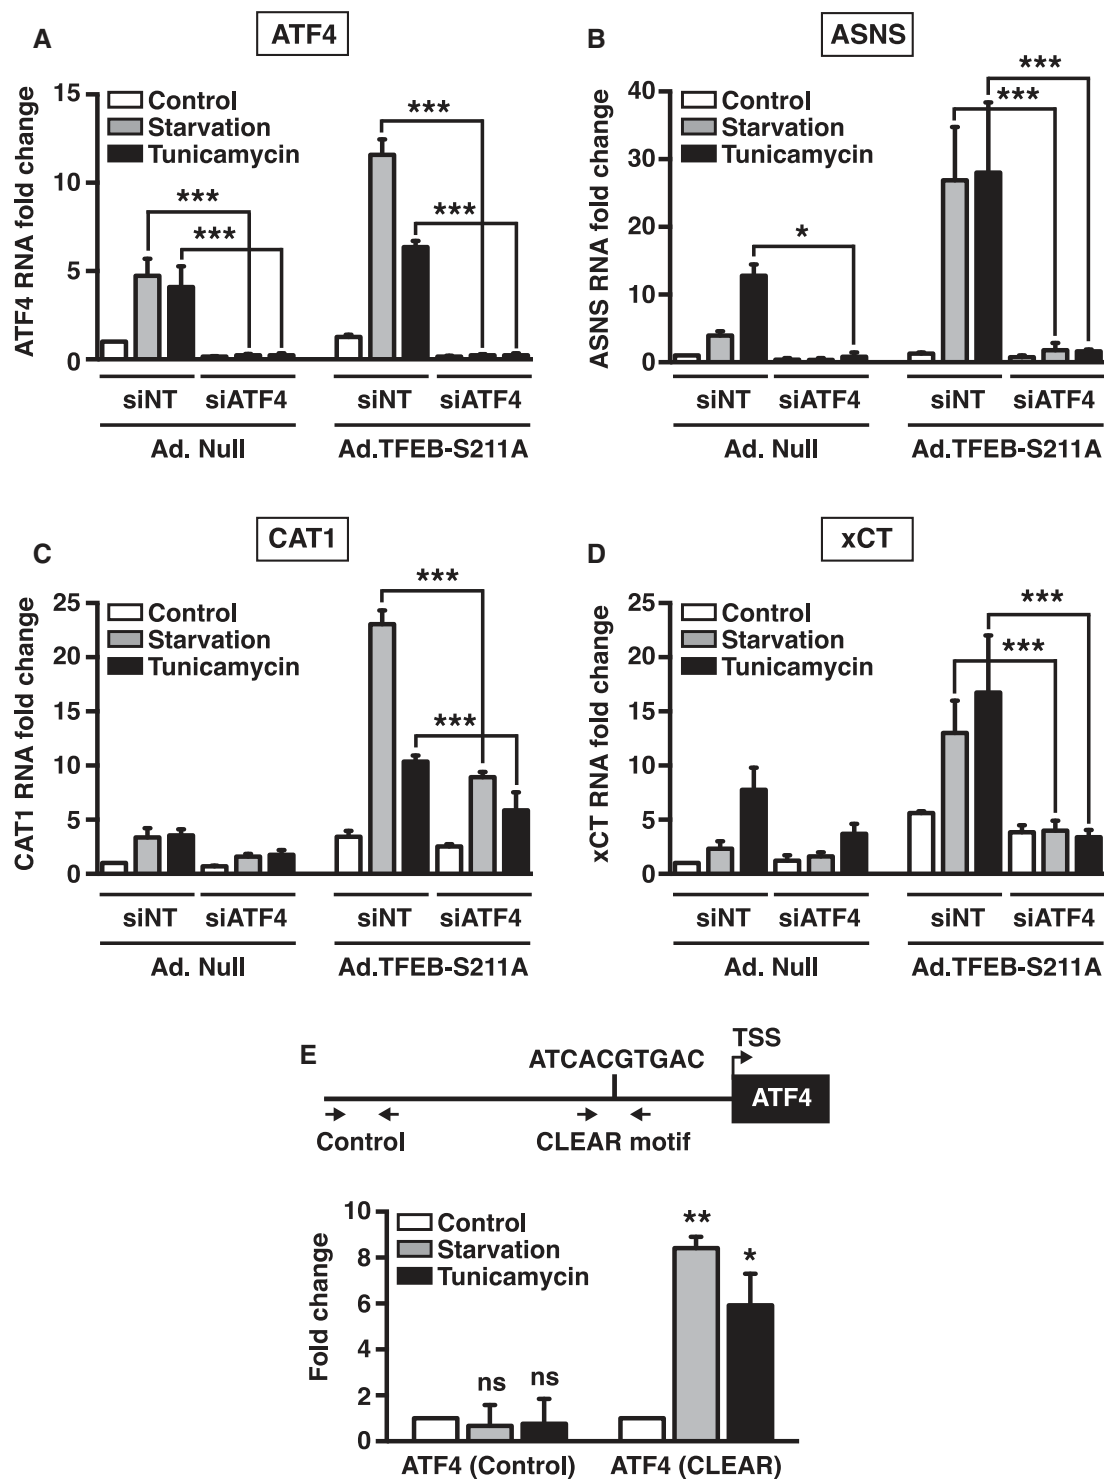 A
ATF4
ATF4 RNA fold change
15
10
5
0
Control
Starvation
Tunicamycin
***
***
***
***
siNT
siATF4
siNT
siATF4
Ad. Null
Ad.TFEB-S211A
B
ASNS
ASNS RNA fold change
40
30
20
10
0
Control
Starvation
Tunicamycin
*
***
***
siNT
siATF4
siNT
siATF4
Ad. Null
Ad.TFEB-S211A
C
CAT1
CAT1 RNA fold change
25
20
15
10
5
0
Control
Starvation
Tunicamycin
***
***
siNT
siATF4
siNT
siATF4
Ad. Null
Ad.TFEB-S211A
D
xCT
xCT RNA fold change
25
20
15
10
5
0
Control
Starvation
Tunicamycin
***
***
siNT
siATF4
siNT
siATF4
Ad. Null
Ad.TFEB-S211A
E
TSS
ATCACGTGAC
ATF4
Control
CLEAR motif
Fold change
10
8
6
4
2
0
Control
Starvation
Tunicamycin
ns
ns
**
*
ATF4 (Control)
ATF4 (CLEAR)